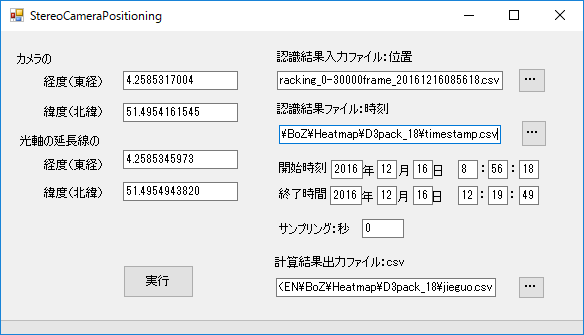 StereoCameraPositioning
カメラの
経度(東経) 4.2585317004
緯度(北緯) 51.4954161545
光軸の延長線の
経度(東経) 4.2585345973
緯度(北緯) 51.4954943820
実行
認識結果入力ファイル:位置
racking_0-30000frame_20161216085618.csv ...
認識結果ファイル:時刻
¥BoZ¥Heatmap¥D3pack_18¥timestamp.csv ...
開始時刻 2016 年 12 月 16 日 8 : 56 : 18
終了時間 2016 年 12 月 16 日 12 : 19 : 49
サンプリング:秒 0
計算結果出力ファイル:csv
<EN¥BoZ¥Heatmap¥D3pack_18¥jieguo.csv ...